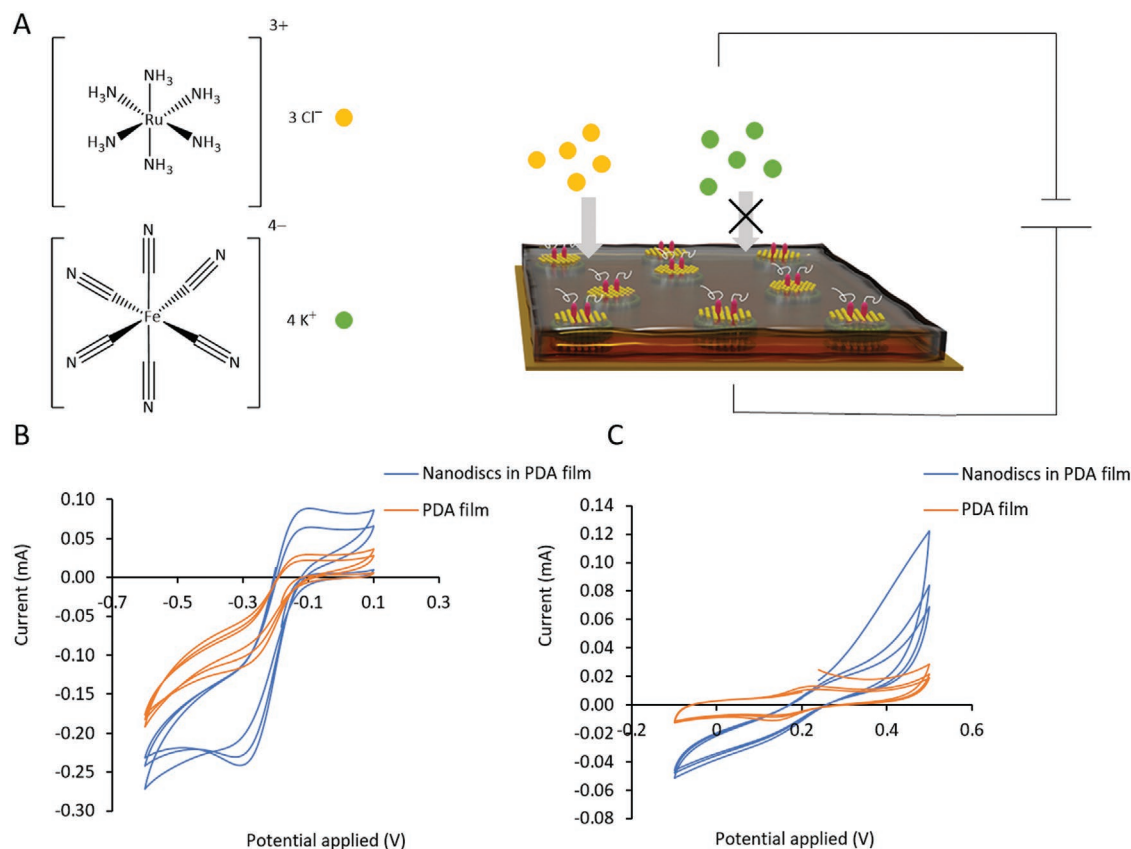 A
3+
NH₃
H₃N
NH₃
Ru
H₃N
NH₃
NH₃
3 Cl⁻
4–
N
N
N
Fe
N
N
N
4 K⁺
B
Nanodiscs in PDA film
PDA film
Current (mA)
0.10
0.05
0.00
-0.05
-0.10
-0.15
-0.20
-0.25
-0.30
-0.7
-0.5
-0.3
-0.1
0.1
0.3
Potential applied (V)
C
Nanodiscs in PDA film
PDA film
Current (mA)
0.14
0.12
0.10
0.08
0.06
0.04
0.02
0.00
-0.02
-0.04
-0.06
-0.08
-0.2
0
0.2
0.4
0.6
Potential applied (V)